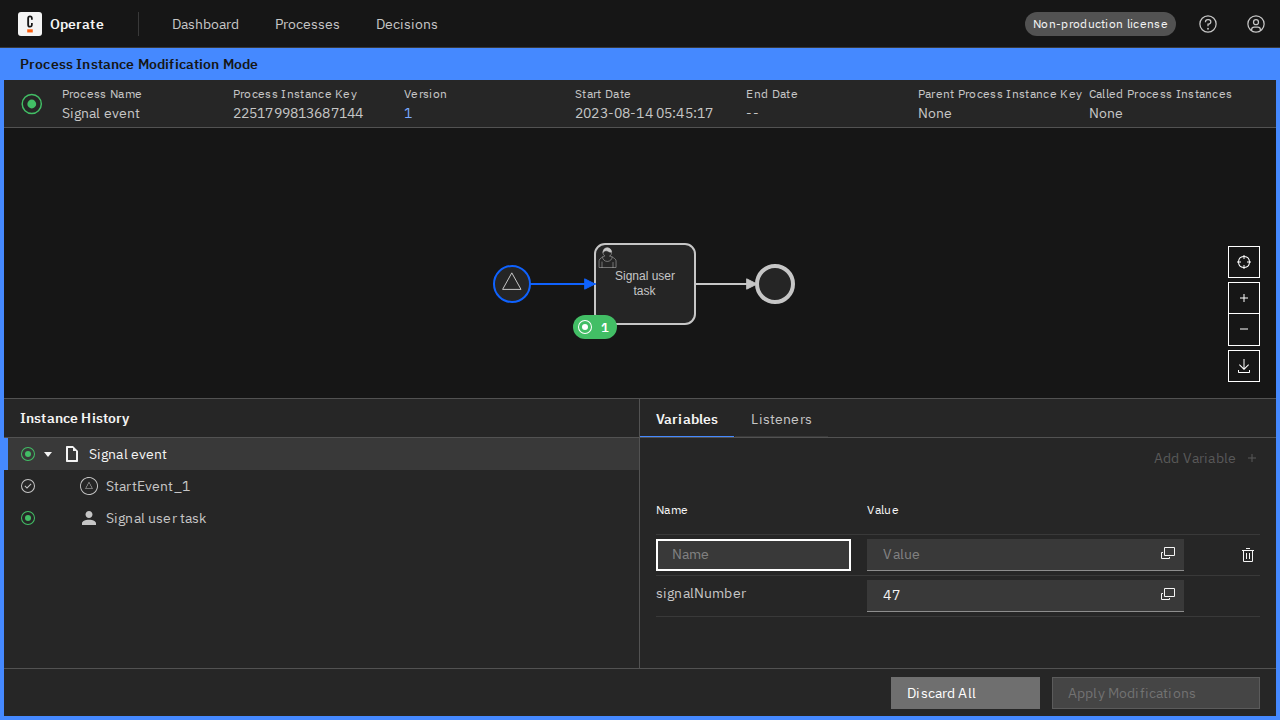 Operate
Dashboard
Processes
Decisions
Non-production license
Process Instance Modification Mode
Process Name
Process Instance Key
Version
Start Date
End Date
Parent Process Instance Key
Called Process Instances
Signal event
2251799813687144
1
2023-08-14 05:45:17
--
None
None
Signal user
task
1
Instance History
Variables
Listeners
Signal event
Add Variable +
StartEvent_1
Signal user task
Name
Value
Name
Value
signalNumber
47
Discard All
Apply Modifications